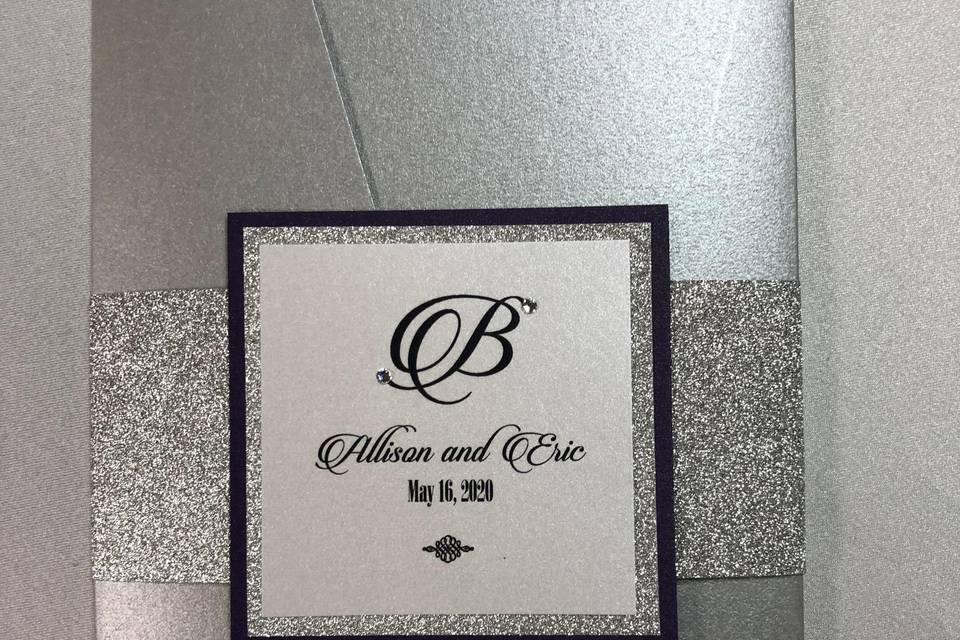 B
Allison and Eric
May 16, 2020